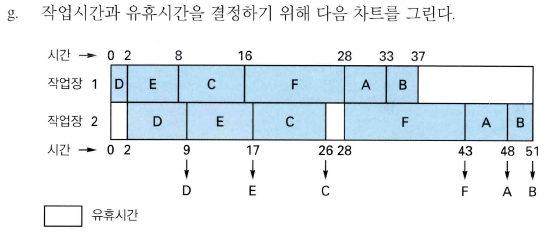 g. 작업시간과 유휴시간을 결정하기 위해 다음 차트를 그린다.
시간 → 0 2 8 16 28 33 37
작업장 1 D E C F A B
작업장 2 D E C F A B
시간 → 0 2 9 17 26 28 43 48 51
D E C F A B
유휴시간